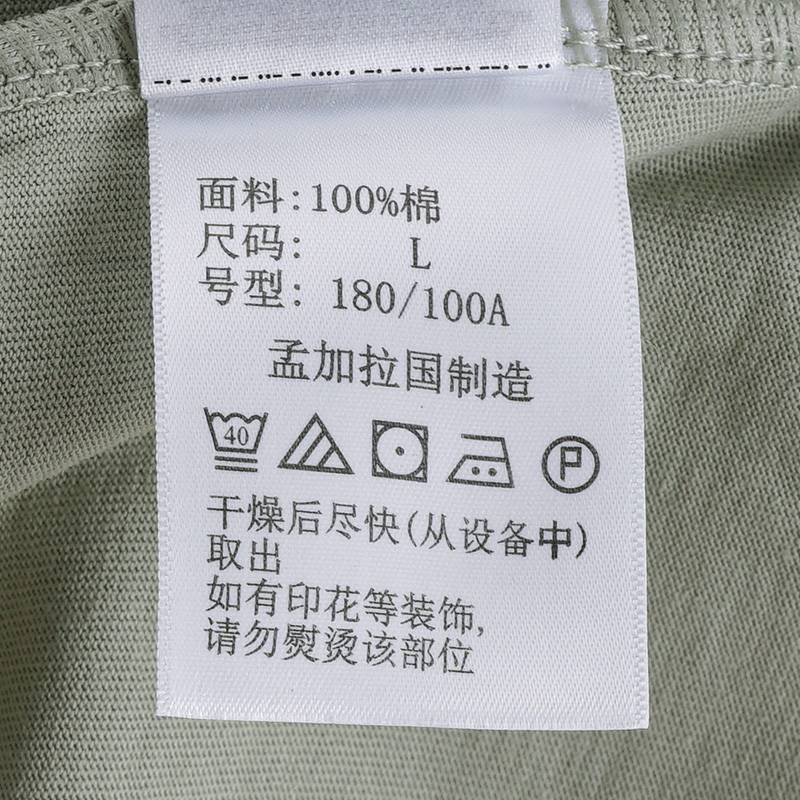 面料:100%棉
尺码: L
号型: 180/100A
孟加拉国制造
40 P
干燥后尽快(从设备中)
取出
如有印花等装饰,
请勿熨烫该部位